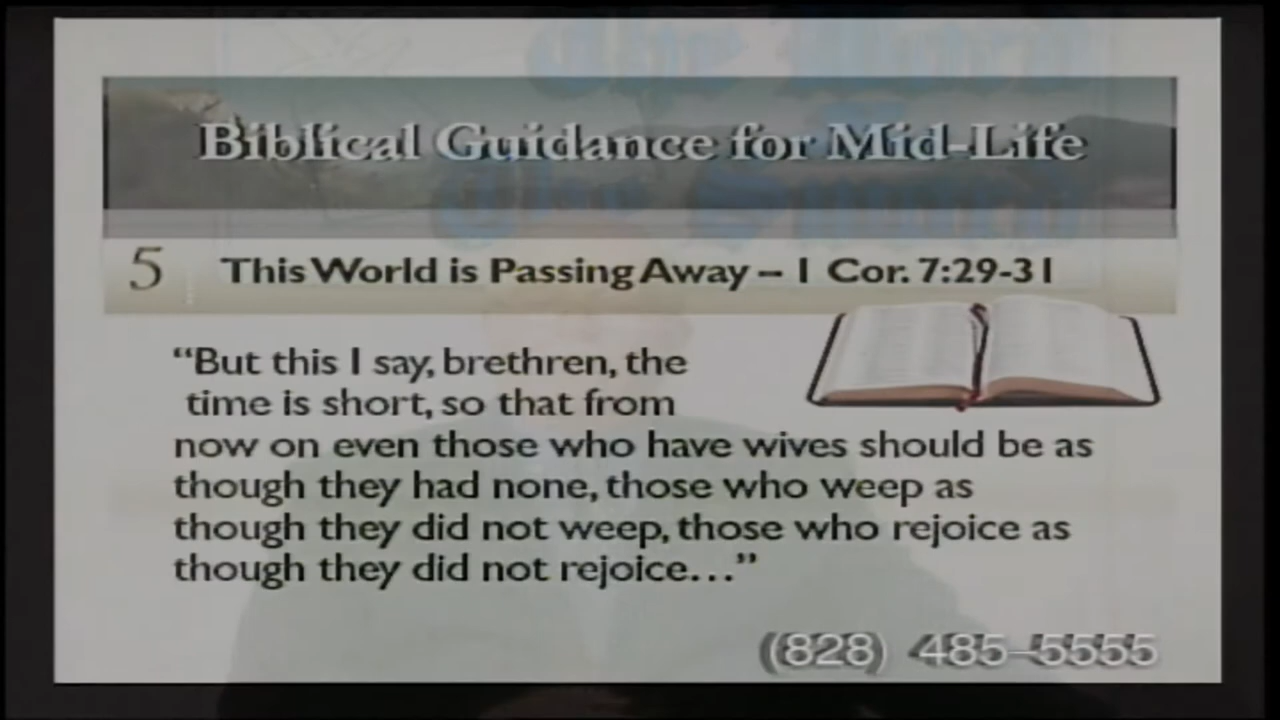 Biblical Guidance for Mid-Life
5 This World is Passing Away – 1 Cor. 7:29-31
“But this I say, brethren, the
time is short, so that from
now on even those who have wives should be as
though they had none, those who weep as
though they did not weep, those who rejoice as
though they did not rejoice…”
(828) 485-5555